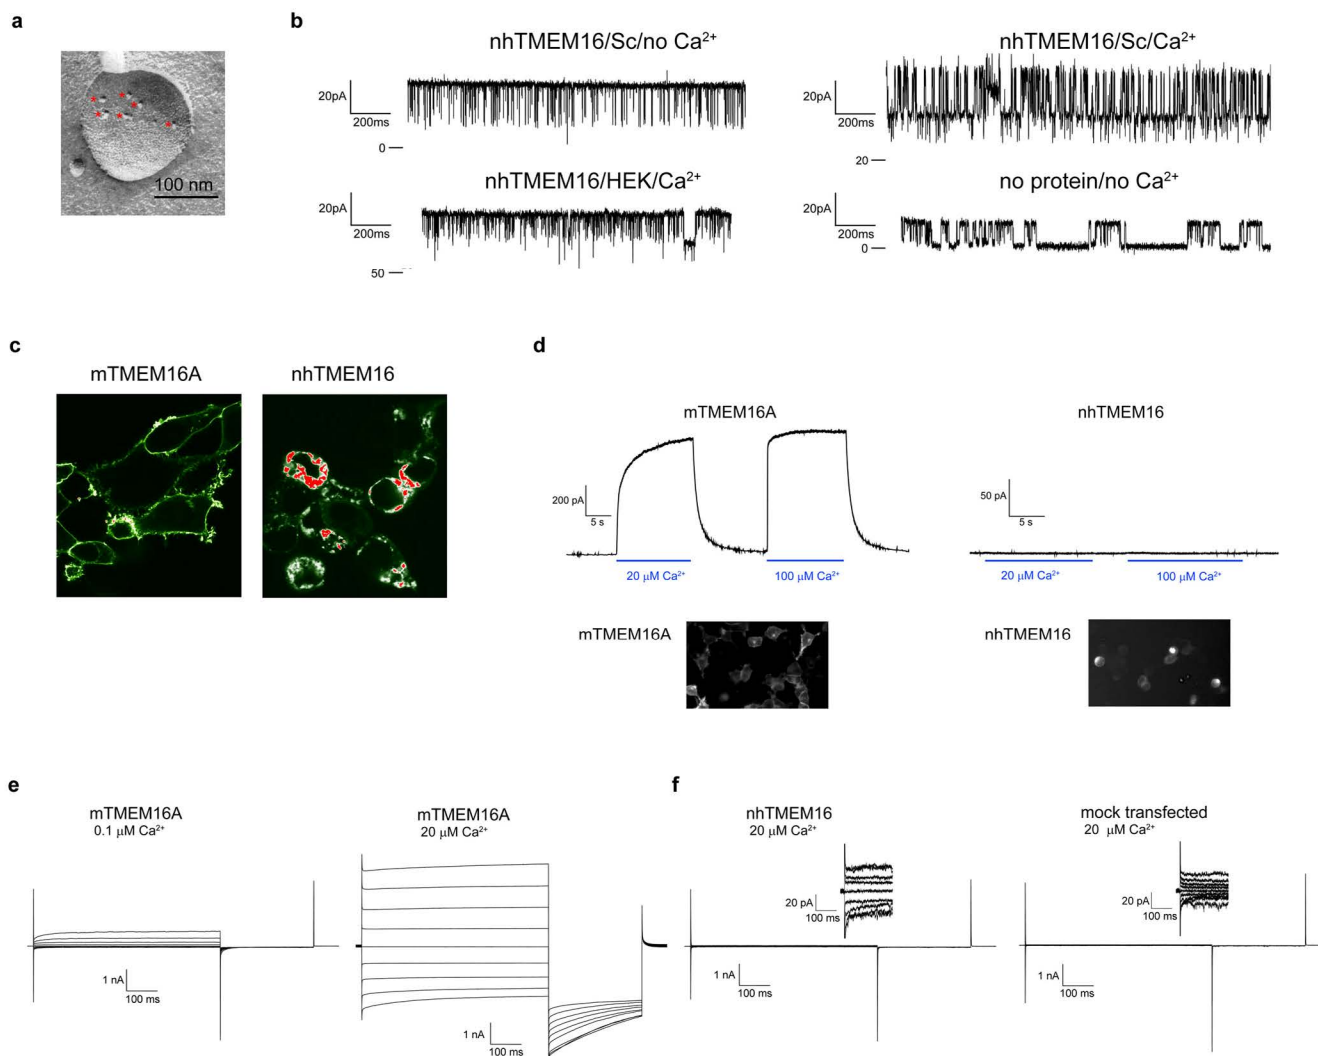 a
100 nm
b
nhTMEM16/Sc/no Ca²⁺
20pA
200ms
0
nhTMEM16/Sc/Ca²⁺
20pA
200ms
20
nhTMEM16/HEK/Ca²⁺
20pA
200ms
50
no protein/no Ca²⁺
20pA
200ms
0
c
mTMEM16A
nhTMEM16
d
mTMEM16A
200 pA
5 s
20 µM Ca²⁺
100 µM Ca²⁺
nhTMEM16
50 pA
5 s
20 µM Ca²⁺
100 µM Ca²⁺
mTMEM16A
nhTMEM16
e
mTMEM16A
0.1 µM Ca²⁺
1 nA
100 ms
mTMEM16A
20 µM Ca²⁺
1 nA
100 ms
f
nhTMEM16
20 µM Ca²⁺
20 pA
100 ms
1 nA
100 ms
mock transfected
20 µM Ca²⁺
20 pA
100 ms
1 nA
100 ms